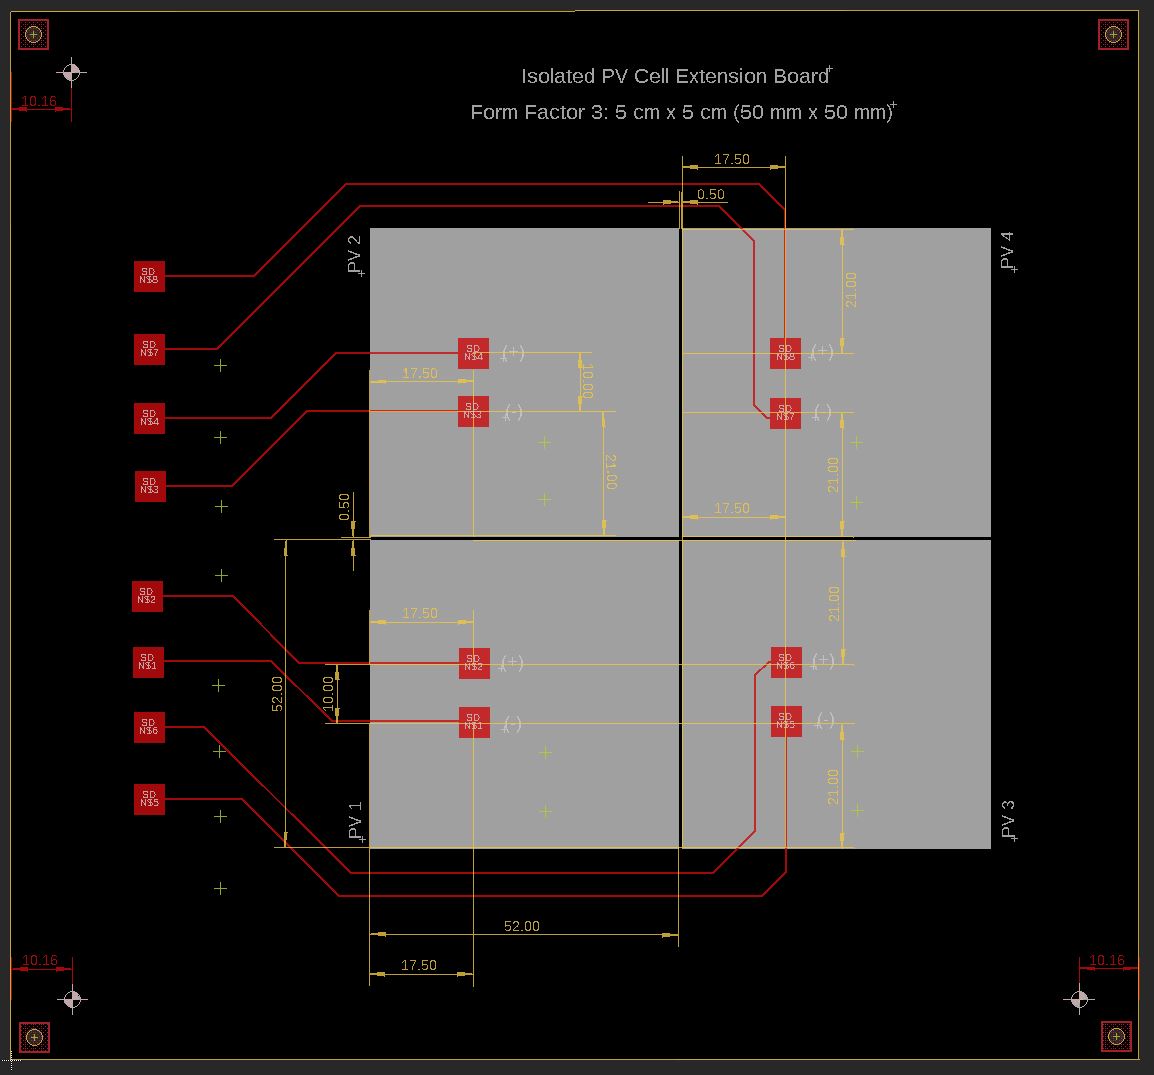 Isolated PV Cell Extension Board
10.16
Form Factor 3: 5 cm x 5 cm (50 mm x 50 mm)
17.50
0.50
PV 2
PV 4
SD
N$8
21.00
SD
N$7
SD
N$4
(+)
SD
N$8
(+)
17.50
10.00
SD
N$4
SD
N$3
(-)
SD
N$7
(-)
SD
N$3
21.00
21.00
0.50
17.50
SD
N$2
17.50
21.00
SD
N$1
SD
N$2
(+)
SD
N$6
(+)
52.00
10.00
SD
N$6
SD
N$1
(-)
SD
N$5
(-)
SD
N$5
21.00
PV 1
PV 3
52.00
17.50
10.16
10.16